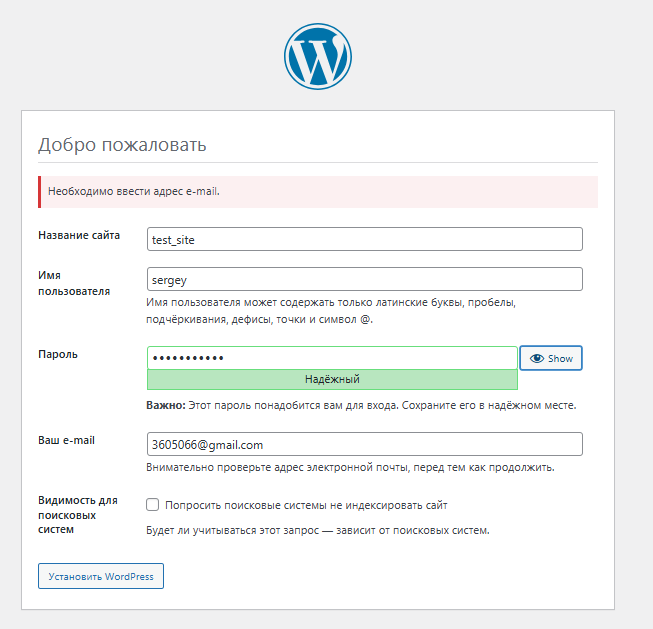 Добро пожаловать
Необходимо ввести адрес e-mail.
Название сайта
test_site
Имя
пользователя
sergey
Имя пользователя может содержать только латинские буквы, пробелы,
подчёркивания, дефисы, точки и символ @.
Пароль
•••••••••••
Show
Надёжный
Важно: Этот пароль понадобится вам для входа. Сохраните его в надёжном месте.
Ваш e-mail
3605066@gmail.com
Внимательно проверьте адрес электронной почты, перед тем как продолжить.
Видимость для
поисковых
систем
Попросить поисковые системы не индексировать сайт
Будет ли учитываться этот запрос — зависит от поисковых систем.
Установить WordPress